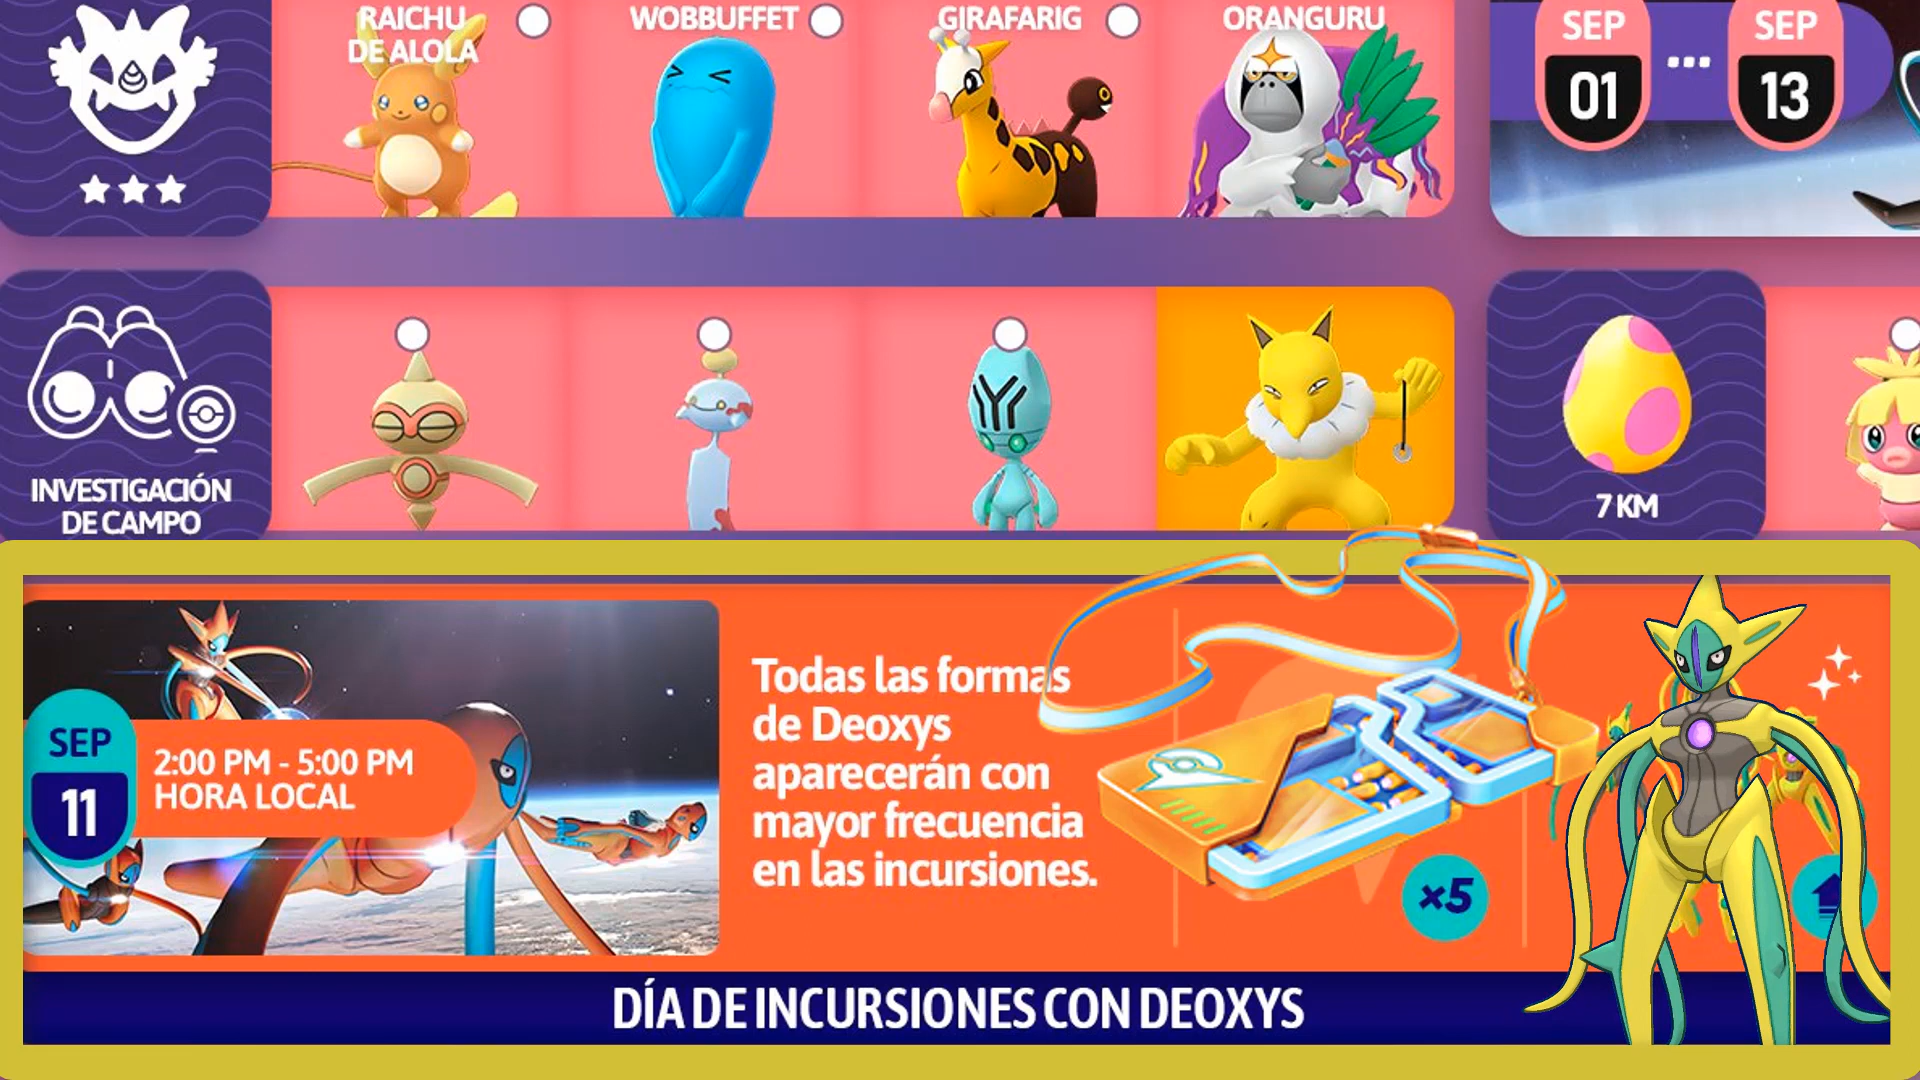 RAICHU
DE ALOLA
WOBBUFFET
GIRAFARIG
ORANGURU
SEP
01
...
SEP
13
INVESTIGACIÓN
DE CAMPO
7 KM
SEP
11
2:00 PM - 5:00 PM
HORA LOCAL
Todas las formas
de Deoxys
aparecerán con
mayor frecuencia
en las incursiones.
×5
DÍA DE INCURSIONES CON DEOXYS